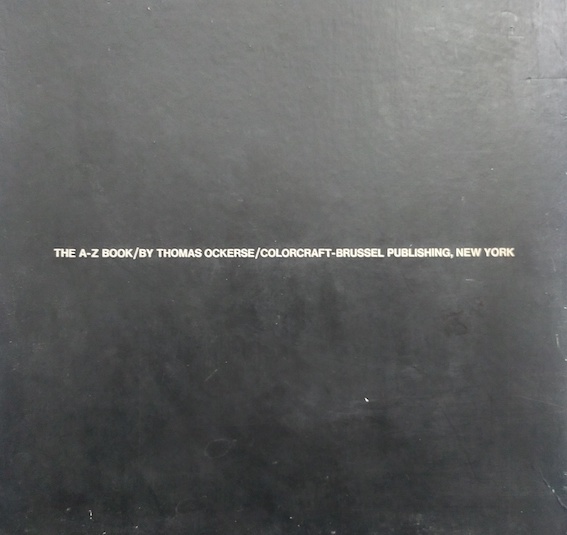 THE A-Z BOOK/BY THOMAS OCKERSE/COLORCRAFT-BRUSSEL PUBLISHING, NEW YORK